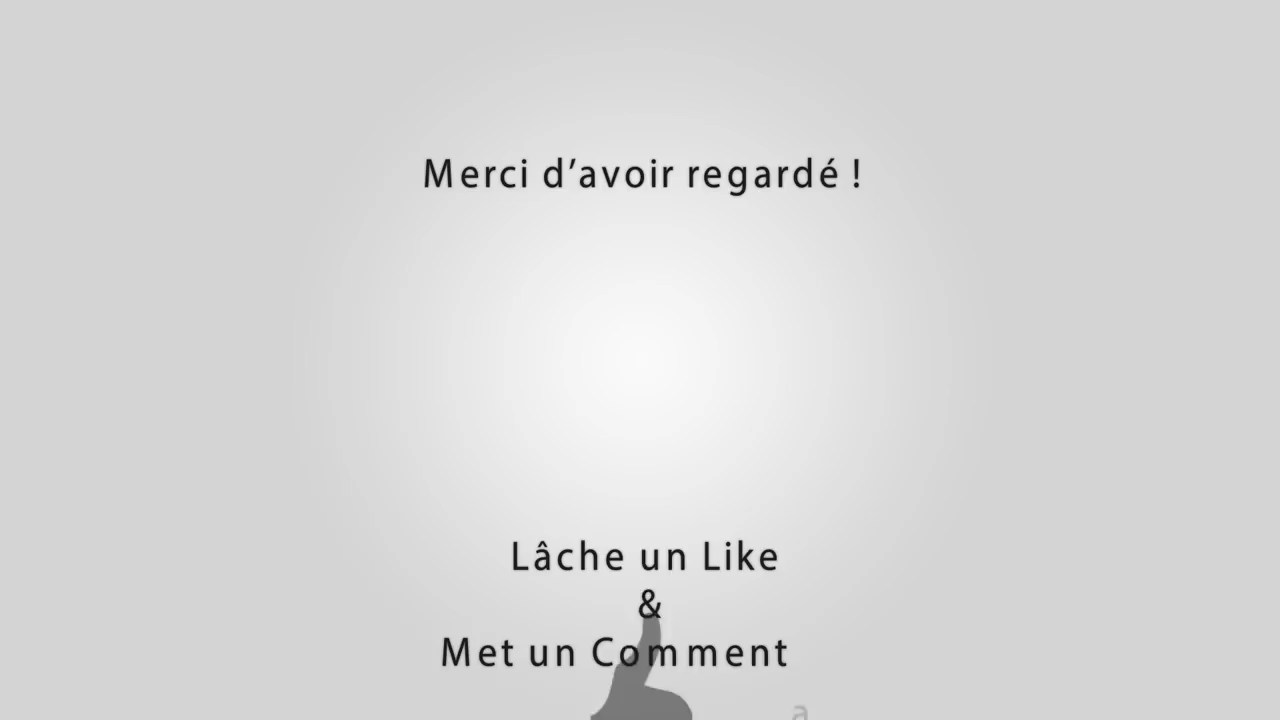 Merci d’avoir regardé !
Lâche un Like
&
Met un Comment
a